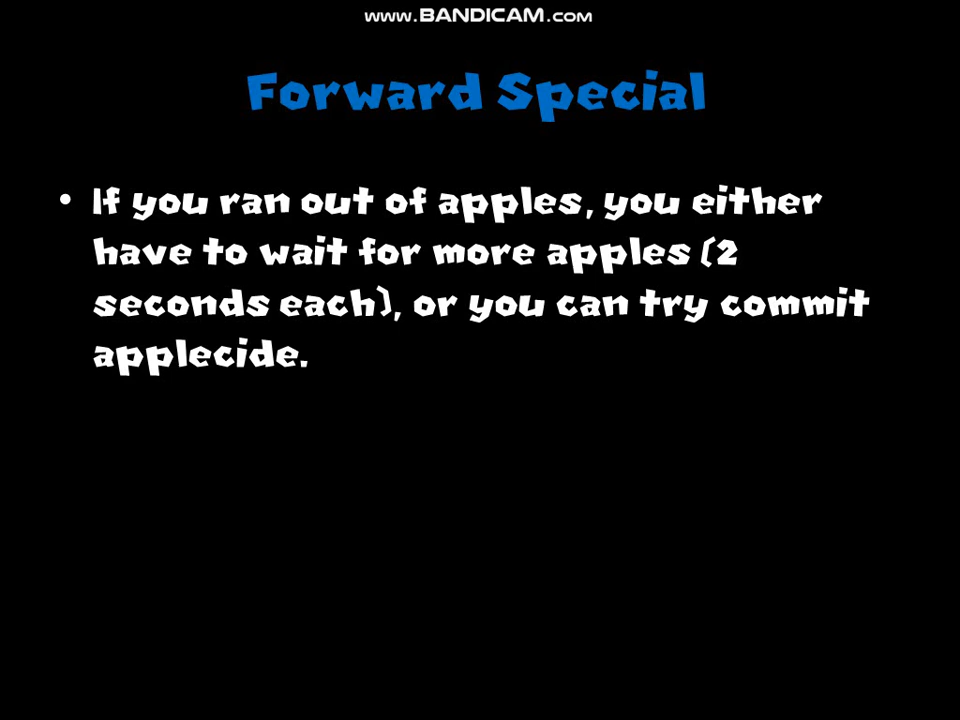 www.BANDICAM.com
Forward Special
• If you ran out of apples, you either
have to wait for more apples (2
seconds each), or you can try commit
applecide.